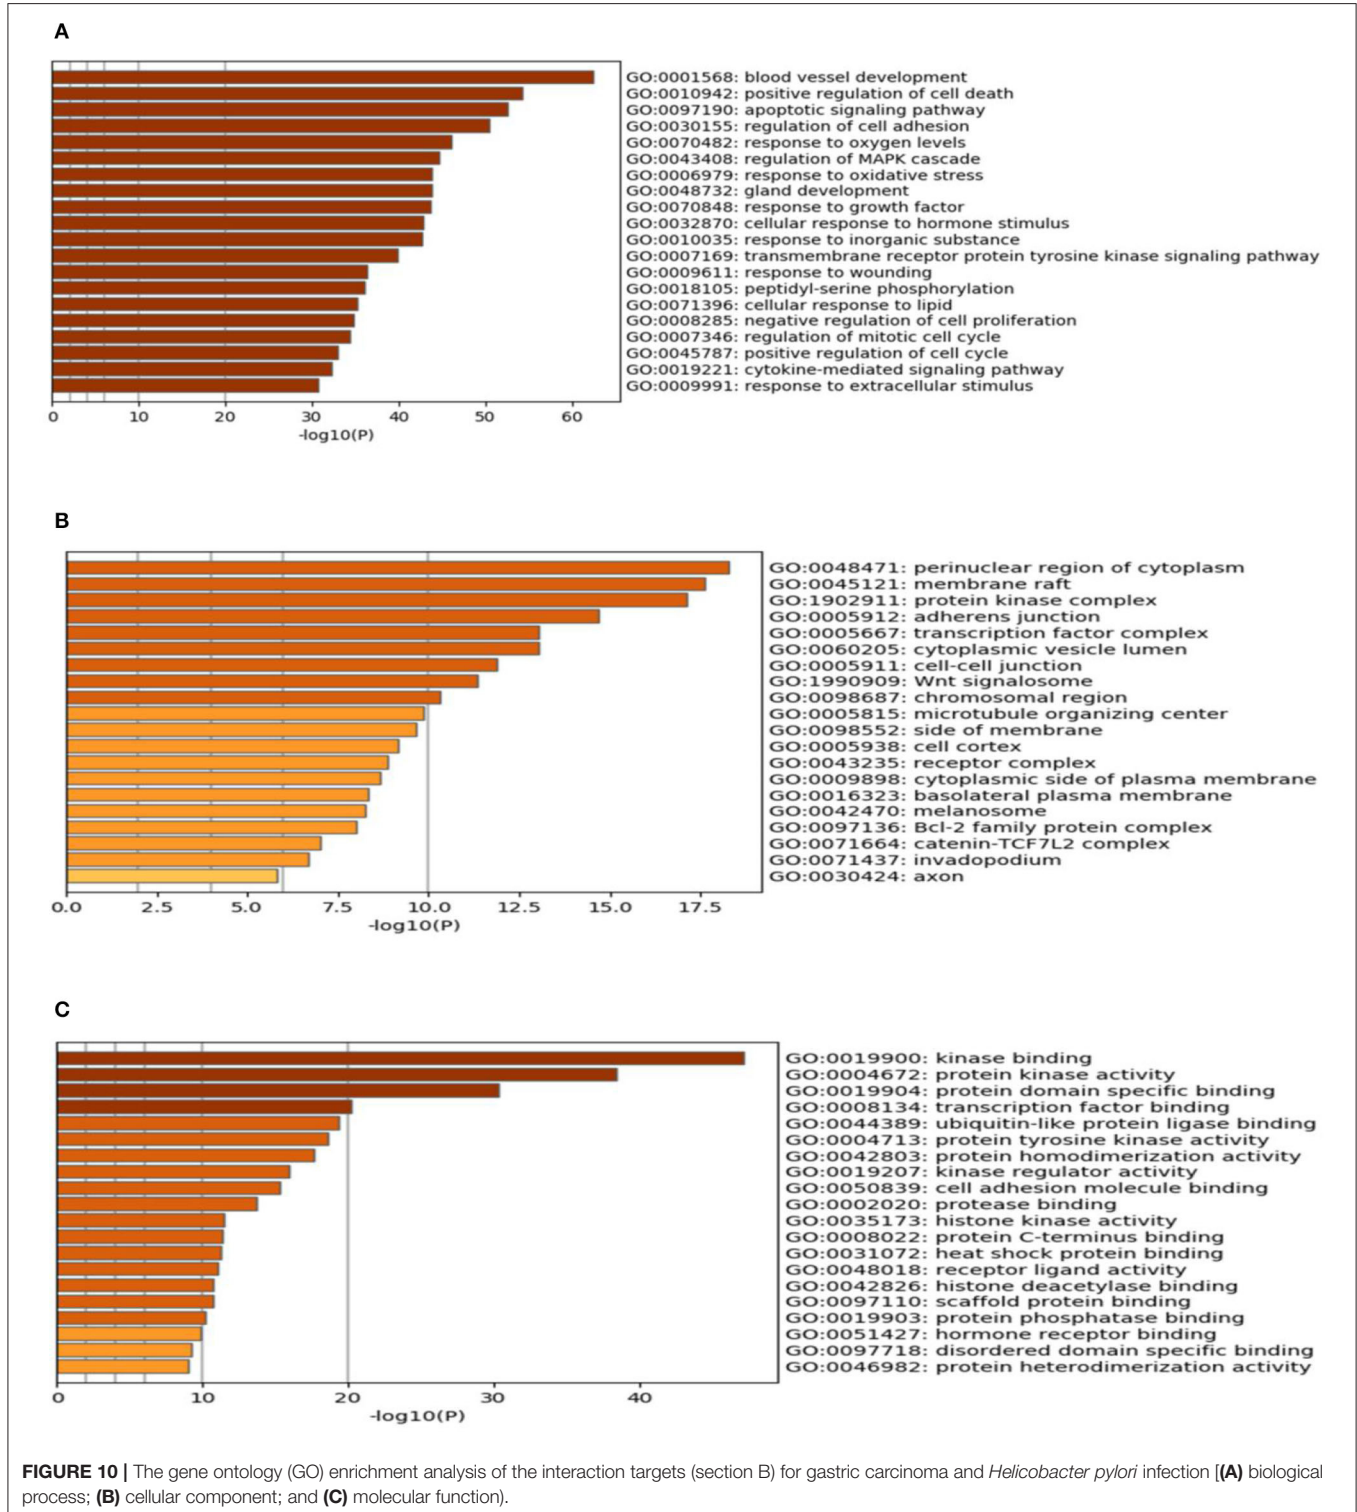 A
GO:0001568: blood vessel development
GO:0010942: positive regulation of cell death
GO:0097190: apoptotic signaling pathway
GO:0030155: regulation of cell adhesion
GO:0070482: response to oxygen levels
GO:0043408: regulation of MAPK cascade
GO:0006979: response to oxidative stress
GO:0048732: gland development
GO:0070848: response to growth factor
GO:0032870: cellular response to hormone stimulus
GO:0010035: response to inorganic substance
GO:0007169: transmembrane receptor protein tyrosine kinase signaling pathway
GO:0009611: response to wounding
GO:0018105: peptidyl-serine phosphorylation
GO:0071396: cellular response to lipid
GO:0008285: negative regulation of cell proliferation
GO:0007346: regulation of mitotic cell cycle
GO:0045787: positive regulation of cell cycle
GO:0019221: cytokine-mediated signaling pathway
GO:0009991: response to extracellular stimulus
0 10 20 30 40 50 60
-log10(P)
B
GO:0048471: perinuclear region of cytoplasm
GO:0045121: membrane raft
GO:1902911: protein kinase complex
GO:0005912: adherens junction
GO:0005667: transcription factor complex
GO:0060205: cytoplasmic vesicle lumen
GO:0005911: cell-cell junction
GO:1990909: Wnt signalosome
GO:0098687: chromosomal region
GO:0005815: microtubule organizing center
GO:0098552: side of membrane
GO:0005938: cell cortex
GO:0043235: receptor complex
GO:0009898: cytoplasmic side of plasma membrane
GO:0016323: basolateral plasma membrane
GO:0042470: melanosome
GO:0097136: Bcl-2 family protein complex
GO:0071664: catenin-TCF7L2 complex
GO:0071437: invadopodium
GO:0030424: axon
0.0 2.5 5.0 7.5 10.0 12.5 15.0 17.5
-log10(P)
C
GO:0019900: kinase binding
GO:0004672: protein kinase activity
GO:0019904: protein domain specific binding
GO:0008134: transcription factor binding
GO:0044389: ubiquitin-like protein ligase binding
GO:0004713: protein tyrosine kinase activity
GO:0042803: protein homodimerization activity
GO:0019207: kinase regulator activity
GO:0050839: cell adhesion molecule binding
GO:0002020: protease binding
GO:0035173: histone kinase activity
GO:0008022: protein C-terminus binding
GO:0031072: heat shock protein binding
GO:0048018: receptor ligand activity
GO:0042826: histone deacetylase binding
GO:0097110: scaffold protein binding
GO:0019903: protein phosphatase binding
GO:0051427: hormone receptor binding
GO:0097718: disordered domain specific binding
GO:0046982: protein heterodimerization activity
0 10 20 30 40
-log10(P)
FIGURE 10 | The gene ontology (GO) enrichment analysis of the interaction targets (section B) for gastric carcinoma and Helicobacter pylori infection [(A) biological
process; (B) cellular component; and (C) molecular function).